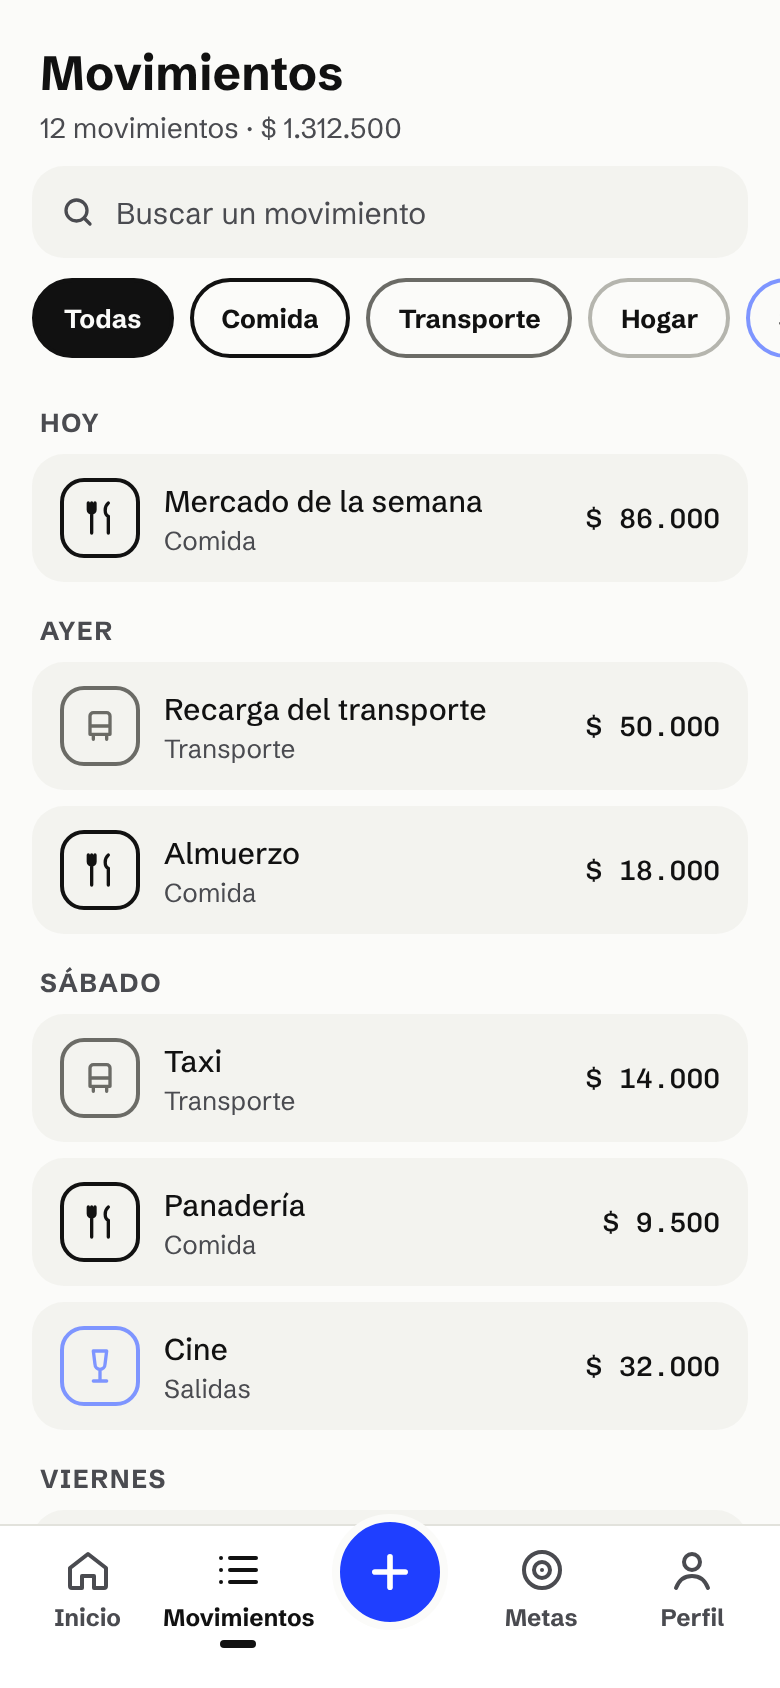 Movimientos
12 movimientos · $ 1.312.500
Buscar un movimiento
Todas
Comida
Transporte
Hogar
HOY
Mercado de la semana
Comida
$ 86.000
AYER
Recarga del transporte
Transporte
$ 50.000
Almuerzo
Comida
$ 18.000
SÁBADO
Taxi
Transporte
$ 14.000
Panadería
Comida
$ 9.500
Cine
Salidas
$ 32.000
VIERNES
Inicio
Movimientos
Metas
Perfil